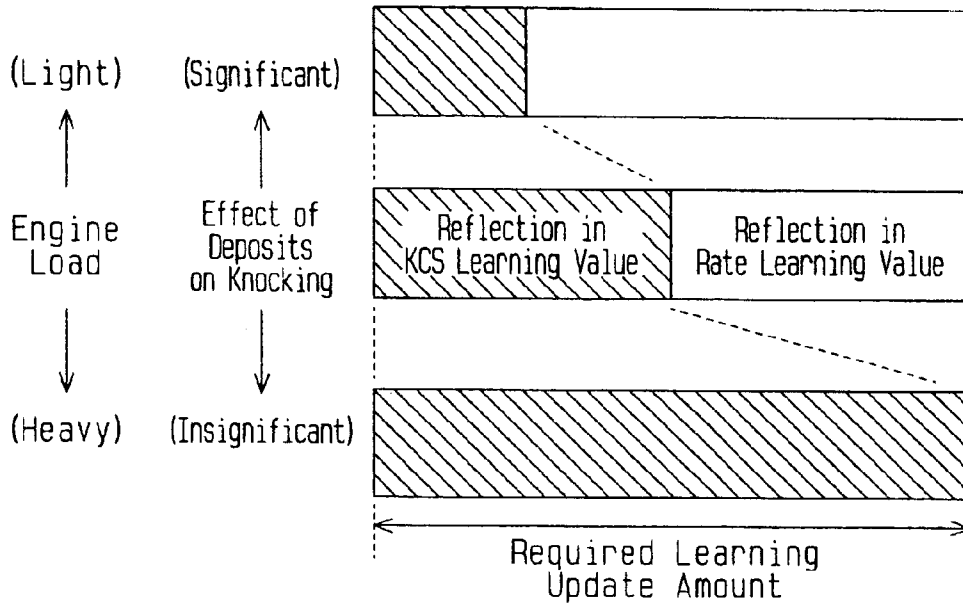 (Light)
(Significant)
Engine
Load
Effect of
Deposits
on Knocking
Reflection in
KCS Learning Value
Reflection in
Rate Learning Value
(Heavy)
(Insignificant)
Required Learning
Update Amount